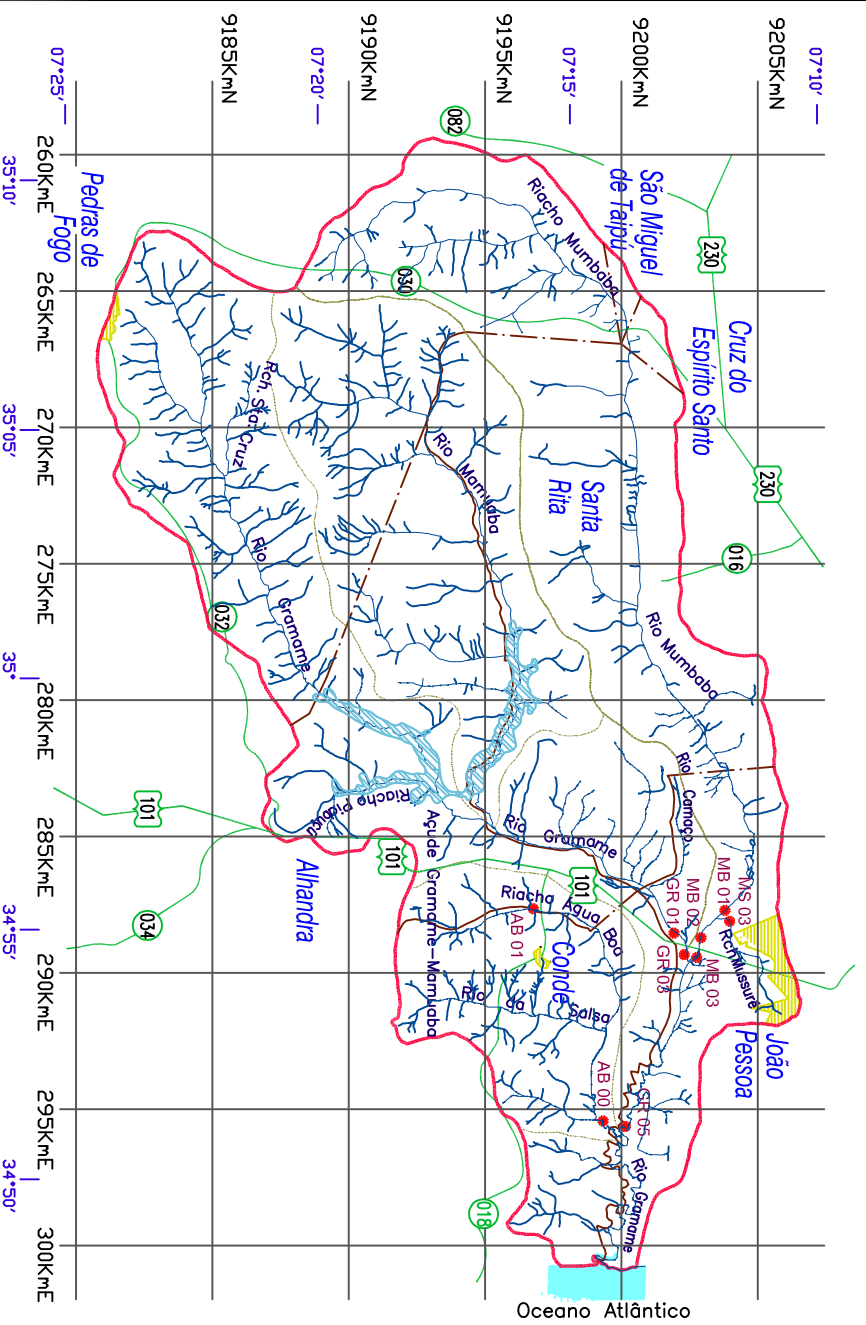 9185KmN
9190KmN
9195KmN
9200KmN
9205KmN
07°25'
07°20'
07°15'
07°10'
260KmE
265KmE
270KmE
275KmE
280KmE
285KmE
290KmE
295KmE
300KmE
35°10'
35°05'
35°
34°55'
34°50'
082
230
030
230
016
032
101
034
101
101
018
São Miguel
de Taipú
Pedras de
Fogo
Cruz do
Espírito Santo
Santa
Rita
Alhandra
Conde
João
Pessoa
Riacho Mumbaba
Rch. Sta. Cruz
Rio Mamuaba
Rio Gramame
Rio Mumbaba
Rio Camaço
Riacho Pibuçu
Açude Gramame-Mamuaba
Rio Gramame
Riacho Água Boa
Rio da Salsa
Rch Mussuré
Rio Gramame
MS 03
MB 01
MB 02
GR 01
MB 03
GR 03
AB 01
AB 00
GR 05
Oceano Atlântico